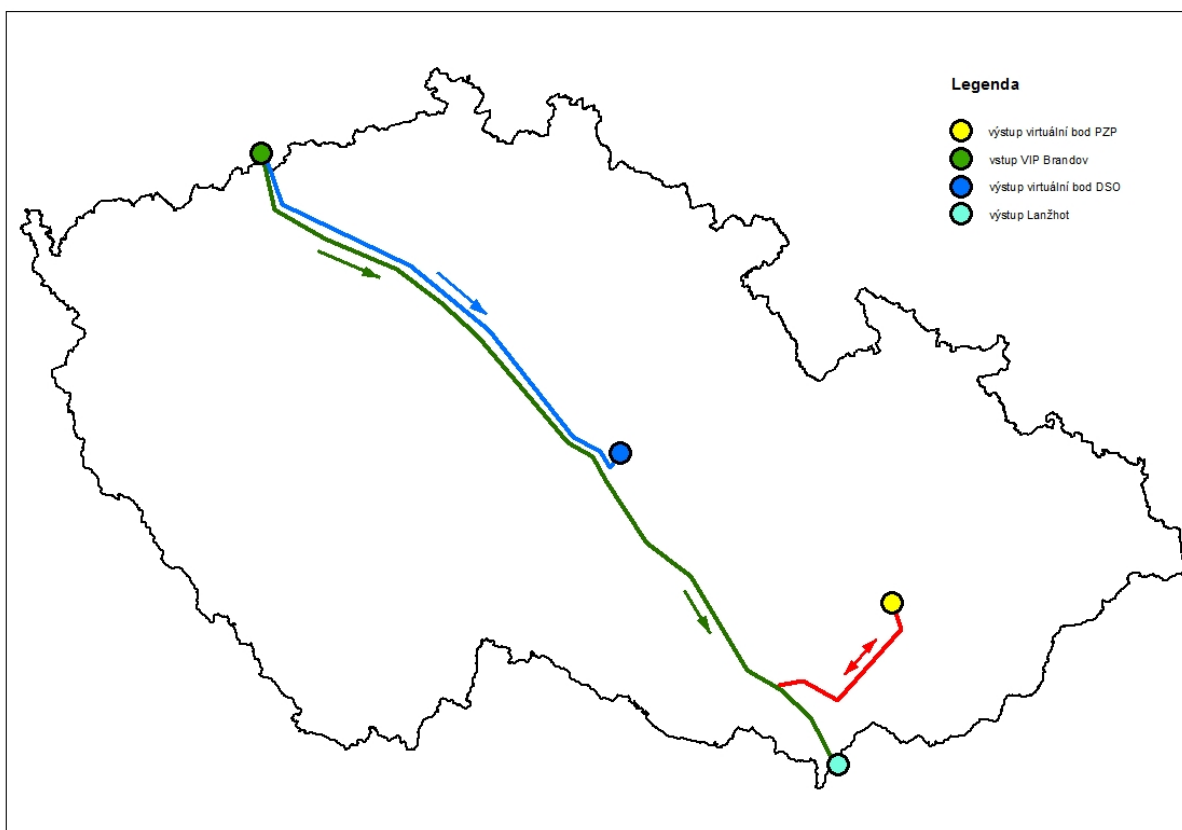 Legenda
výstup virtuální bod PZP
vstup VIP Brandov
výstup virtuální bod DSO
výstup Lanžhot